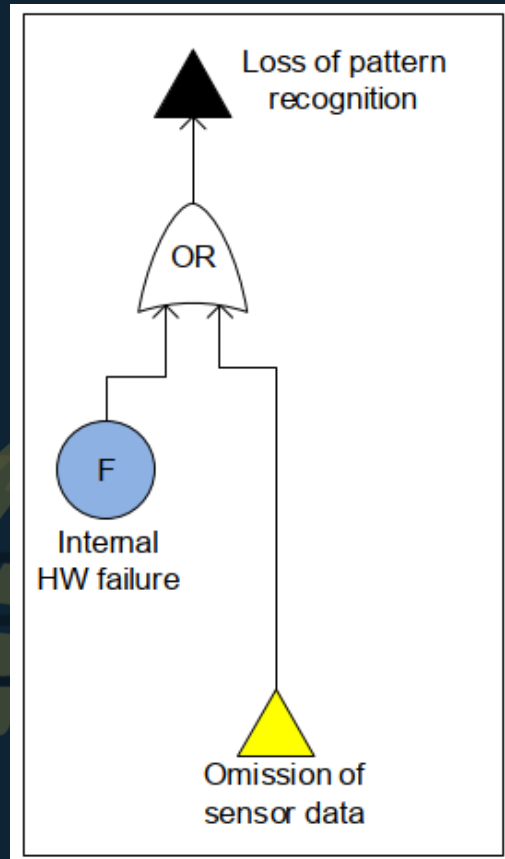 Loss of pattern
recognition
OR
F
Internal
HW failure
Omission of
sensor data